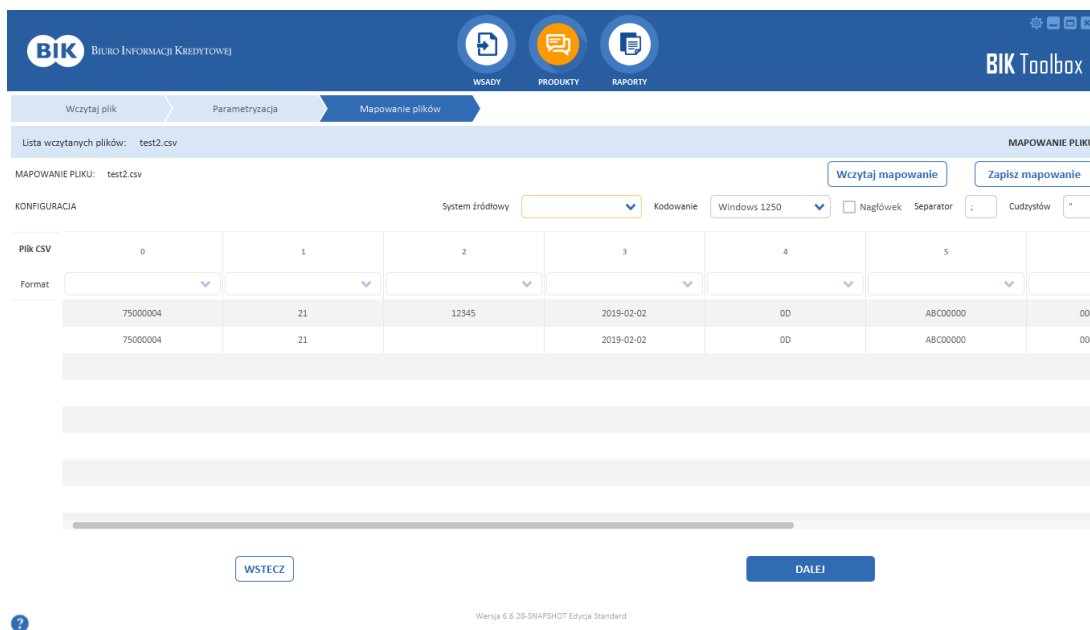 BIK BIURO INFORMACJI KREDYTOWEJ
WSADY PRODUKTY RAPORTY
BIK Toolbox
Wczytaj plik Parametryzacja Mapowanie plików
Lista wczytanych plików: test2.csv MAPOWANIE PLIKU
MAPOWANIE PLIKU: test2.csv Wczytaj mapowanie Zapisz mapowanie
KONFIGURACJA System źródłowy Kodowanie Windows 1250 Nagłówek Separator ; Cudzysłów "
Plik CSV 0 1 2 3 4 5
Format
75000004 21 12345 2019-02-02 0D ABC00000 00
75000004 21 2019-02-02 0D ABC00000 00
WSTECZ DALEJ
Wersja 6.6.28-SNAPSHOT Edycja Standard
?